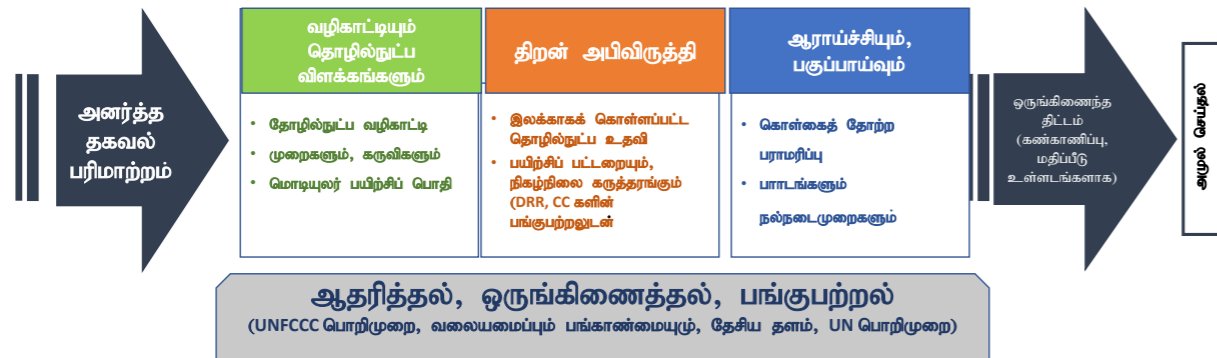 அனர்த்த
தகவல்
பரிமாற்றம்
வழிகாட்டியும்
தொழில்நுட்ப
விளக்கங்களும்
• தோழில்நுட்ப வழிகாட்டி
• முறைகளும், கருவிகளும்
• மொடியுலர் பயிற்சிப் பொதி
திறன் அபிவிருத்தி
• இலக்காகக் கொள்ளப்பட்ட
தொழில்நுட்ப உதவி
• பயிற்சிப் பட்டறையும்,
நிகழ்நிலை கருத்தரங்கும்
(DRR, CC களின்
பங்குபற்றலுடன்
ஆராய்ச்சியும்,
பகுப்பாய்வும்
• கொள்கைத் தோற்ற
பராமரிப்பு
• பாாடங்களும்
நல்நடைமுறைகளும்
ஒருங்கிணைந்த
திட்டம்
(கண்காணிப்பு,
மதிப்பீடு
உள்ளடங்களாக)
அமுல் செய்தல்
ஆதரித்தல், ஒருங்கிணைத்தல், பங்குபற்றல்
(UNFCCC பொறிமுறை, வலையமைப்பும் பங்காண்மையுமு், தேசிய தளம், UN பொறிமுறை)